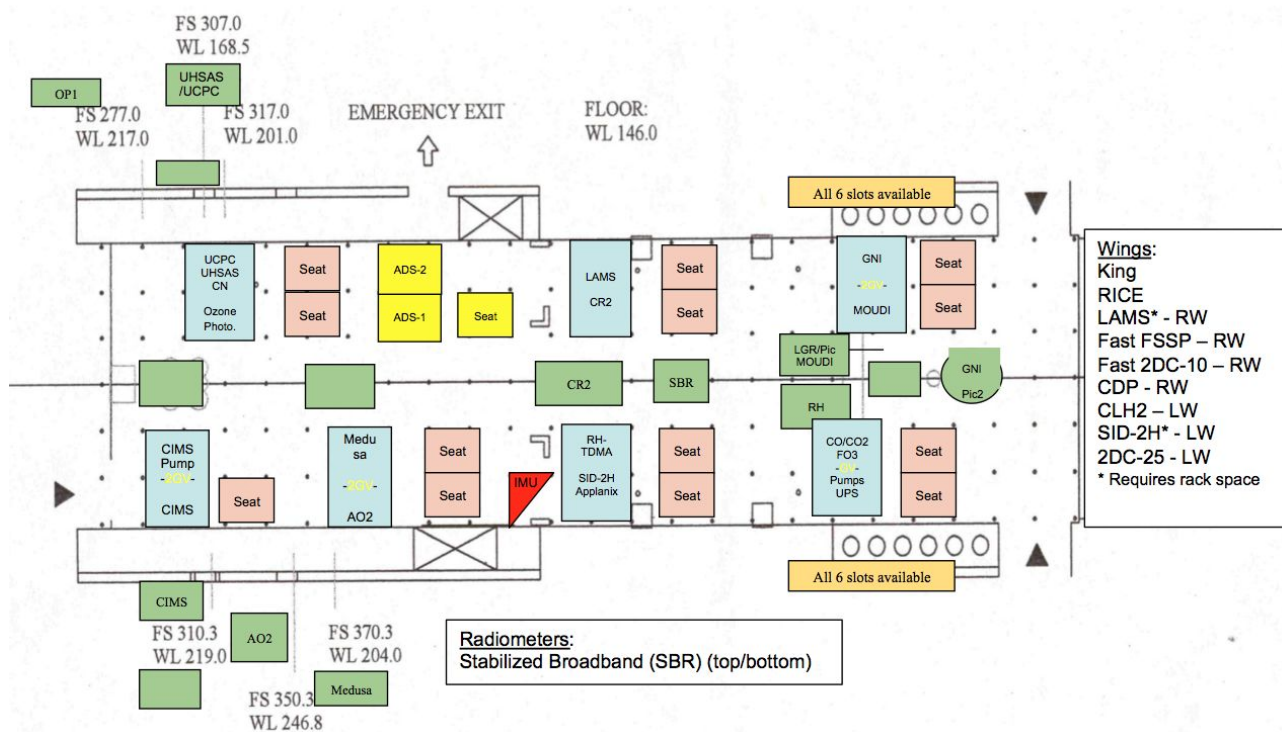 FS 307.0
WL 168.5
UHSAS
/UCPC
OP1
FS 277.0
WL 217.0
FS 317.0
WL 201.0
EMERGENCY EXIT
FLOOR:
WL 146.0
All 6 slots available
UCPC
UHSAS
CN
Ozone
Photo.
Seat
Seat
ADS-2
ADS-1
Seat
LAMS
CR2
Seat
Seat
GNI
-2GV-
MOUDI
Seat
Seat
LGR/Pic
MOUDI
CR2
SBR
GNI
Pic2
RH
CIMS
Pump
-2GV-
CIMS
Seat
Medu
sa
-2GV-
AO2
Seat
Seat
IMU
RH-
TDMA
SID-2H
Applanix
Seat
Seat
CO/CO2
FO3
-GV-
Pumps
UPS
Seat
Seat
All 6 slots available
Wings:
King
RICE
LAMS* - RW
Fast FSSP – RW
Fast 2DC-10 – RW
CDP - RW
CLH2 – LW
SID-2H* - LW
2DC-25 - LW
* Requires rack space
CIMS
FS 310.3
WL 219.0
AO2
FS 370.3
WL 204.0
Medusa
FS 350.3
WL 246.8
Radiometers:
Stabilized Broadband (SBR) (top/bottom)